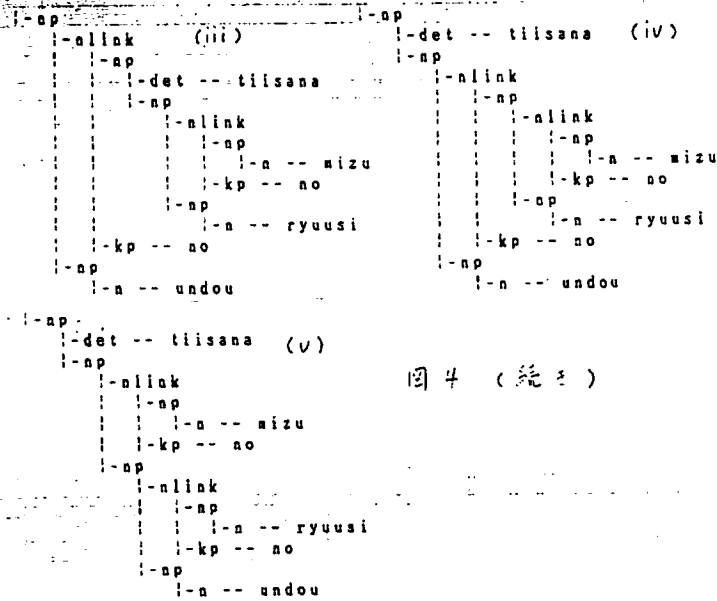 |-np
(iii)
|-nlink
|-np
|-det -- tiisana
|-np
|-nlink
|-np
|-n -- mizu
|-kp -- no
|-np
|-n -- ryuusi
|-kp -- no
|-np
|-n -- undou
|-np
|-det -- tiisana (iv)
|-np
|-nlink
|-np
|-nlink
|-np
|-n -- mizu
|-kp -- no
|-np
|-n -- ryuusi
|-kp -- no
|-np
|-n -- undou
|-np
|-det -- tiisana (v)
|-np
|-nlink
|-np
|-n -- mizu
|-kp -- no
|-np
|-nlink
|-np
|-n -- ryuusi
|-kp -- no
|-np
|-n -- undou
図4 (続き)